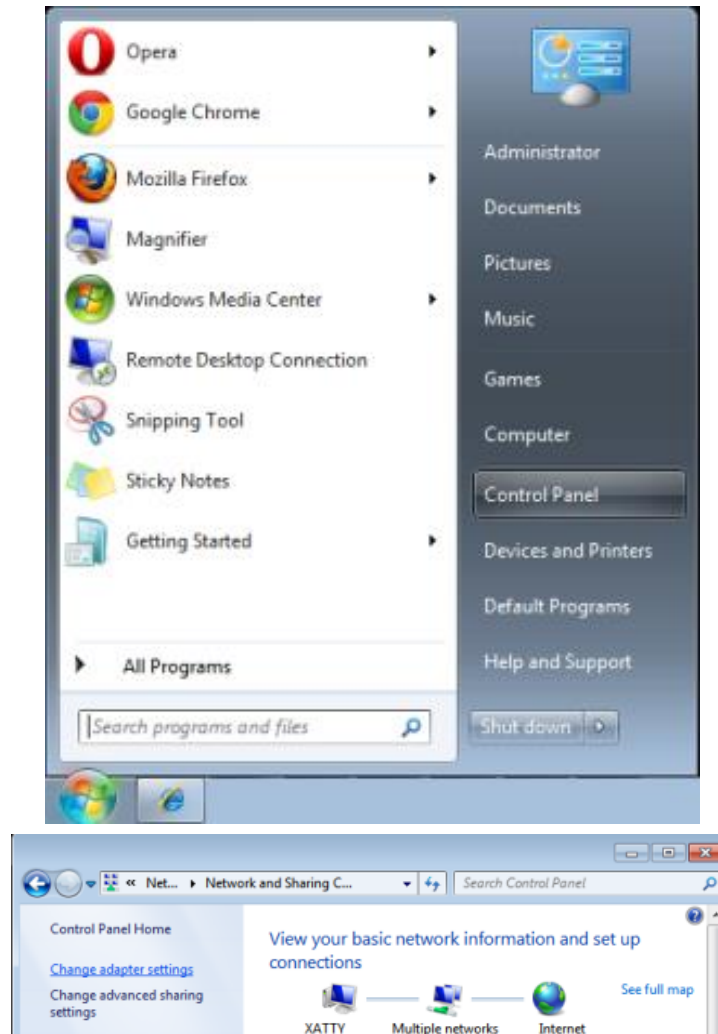 Opera
Google Chrome
Mozilla Firefox
Magnifier
Windows Media Center
Remote Desktop Connection
Snipping Tool
Sticky Notes
Getting Started
All Programs
Search programs and files
Administrator
Documents
Pictures
Music
Games
Computer
Control Panel
Devices and Printers
Default Programs
Help and Support
Shut down
« Net... Network and Sharing C...
Search Control Panel
Control Panel Home
Change adapter settings
Change advanced sharing
settings
View your basic network information and set up
connections
See full map
XATTY
Multiple networks
Internet